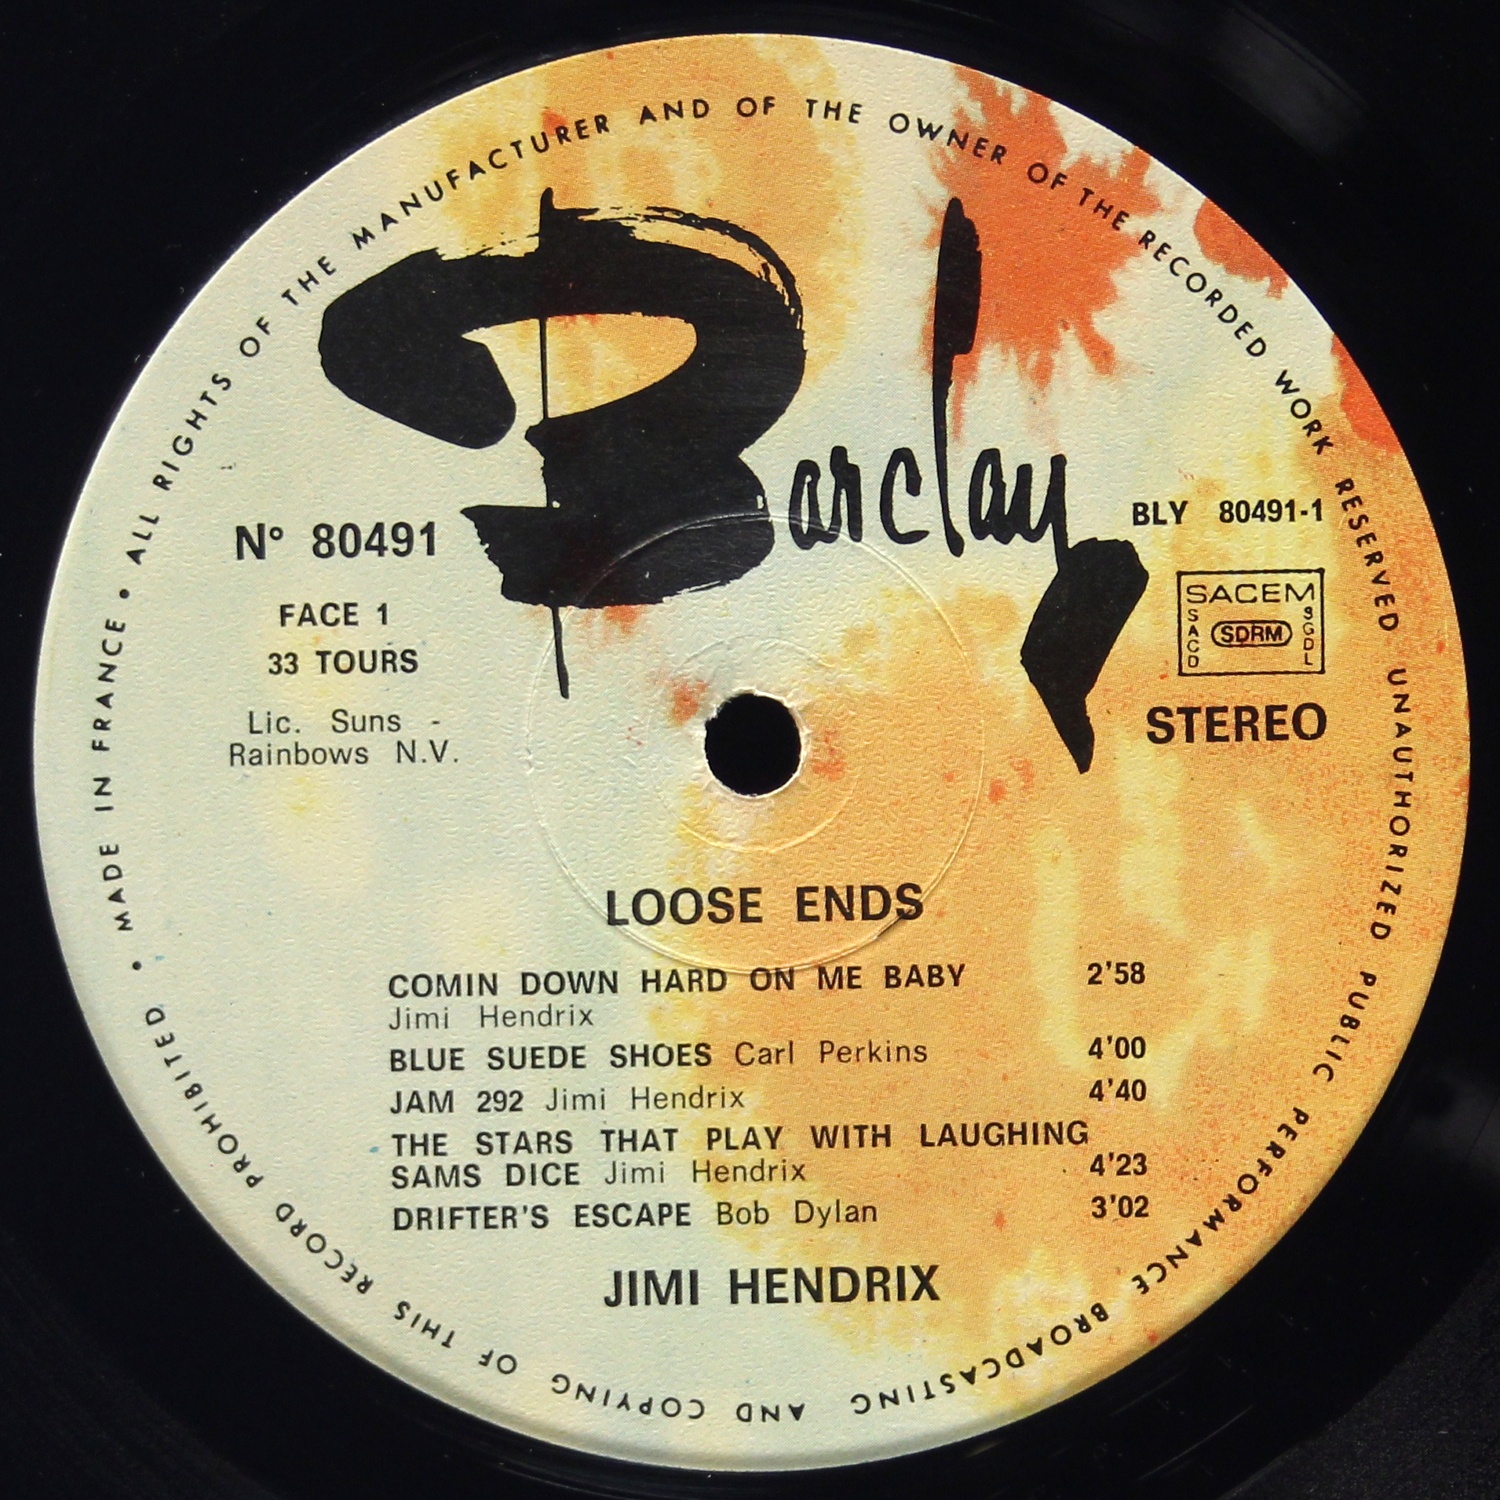 ALL RIGHTS OF THE MANUFACTURER AND OF THE OWNER OF THE RECORDED WORK RESERVED UNAUTHORIZED PUBLIC PERFORMANCE BROADCASTING AND COPYING OF THIS RECORD PROHIBITED • MADE IN FRANCE •
Barclay
N° 80491
FACE 1
33 TOURS
Lic. Suns -
Rainbows N.V.
BLY 80491-1
SACEM
SACD
SDRM
SGDL
STEREO
LOOSE ENDS
COMIN DOWN HARD ON ME BABY 2'58
Jimi Hendrix
BLUE SUEDE SHOES Carl Perkins 4'00
JAM 292 Jimi Hendrix 4'40
THE STARS THAT PLAY WITH LAUGHING
SAMS DICE Jimi Hendrix 4'23
DRIFTER'S ESCAPE Bob Dylan 3'02
JIMI HENDRIX